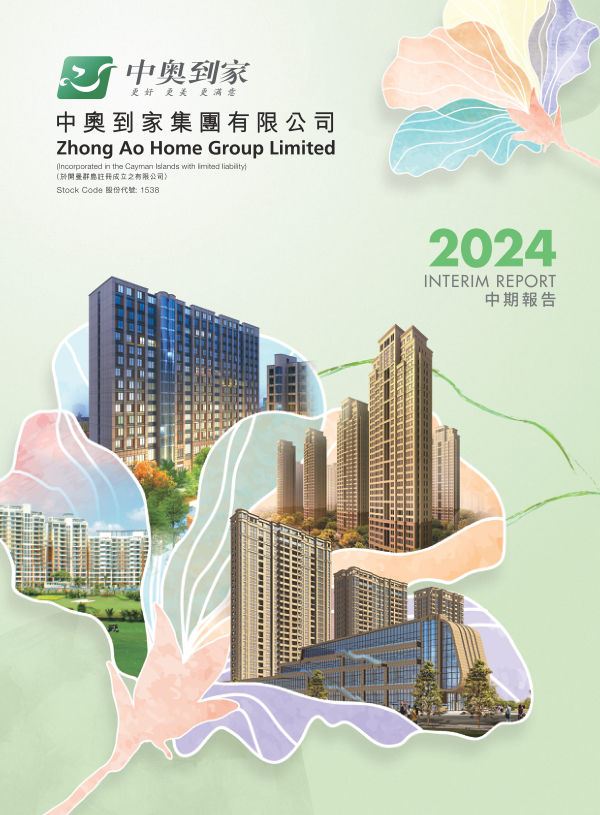 中奥到家
更好 更美 更滿意
中奧到家集團有限公司
Zhong Ao Home Group Limited
(Incorporated in the Cayman Islands with limited liability)
(於開曼群島註冊成立之有限公司)
Stock Code 股份代號: 1538
2024
INTERIM REPORT
中期報告